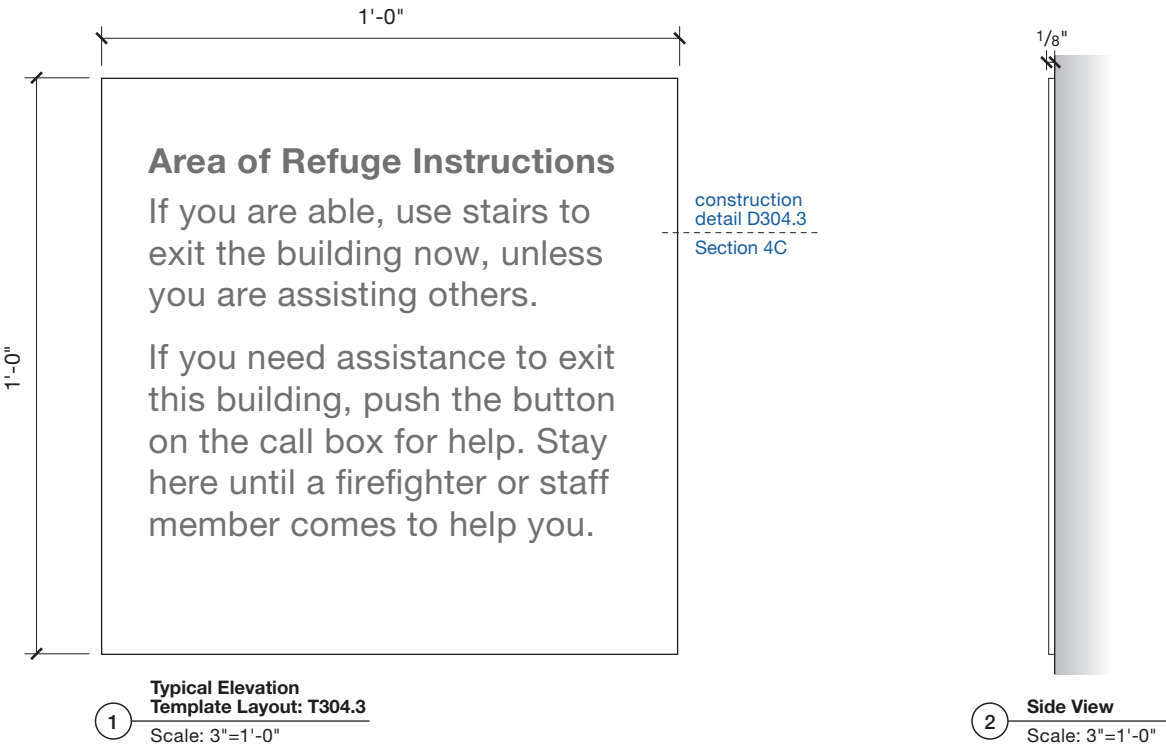 1'-0"
1/8"
Area of Refuge Instructions
If you are able, use stairs to
exit the building now, unless
you are assisting others.
construction
detail D304.3
Section 4C
If you need assistance to exit
this building, push the button
on the call box for help. Stay
here until a firefighter or staff
member comes to help you.
1'-0"
1
Typical Elevation
Template Layout: T304.3
Scale: 3"=1'-0"
2
Side View
Scale: 3"=1'-0"